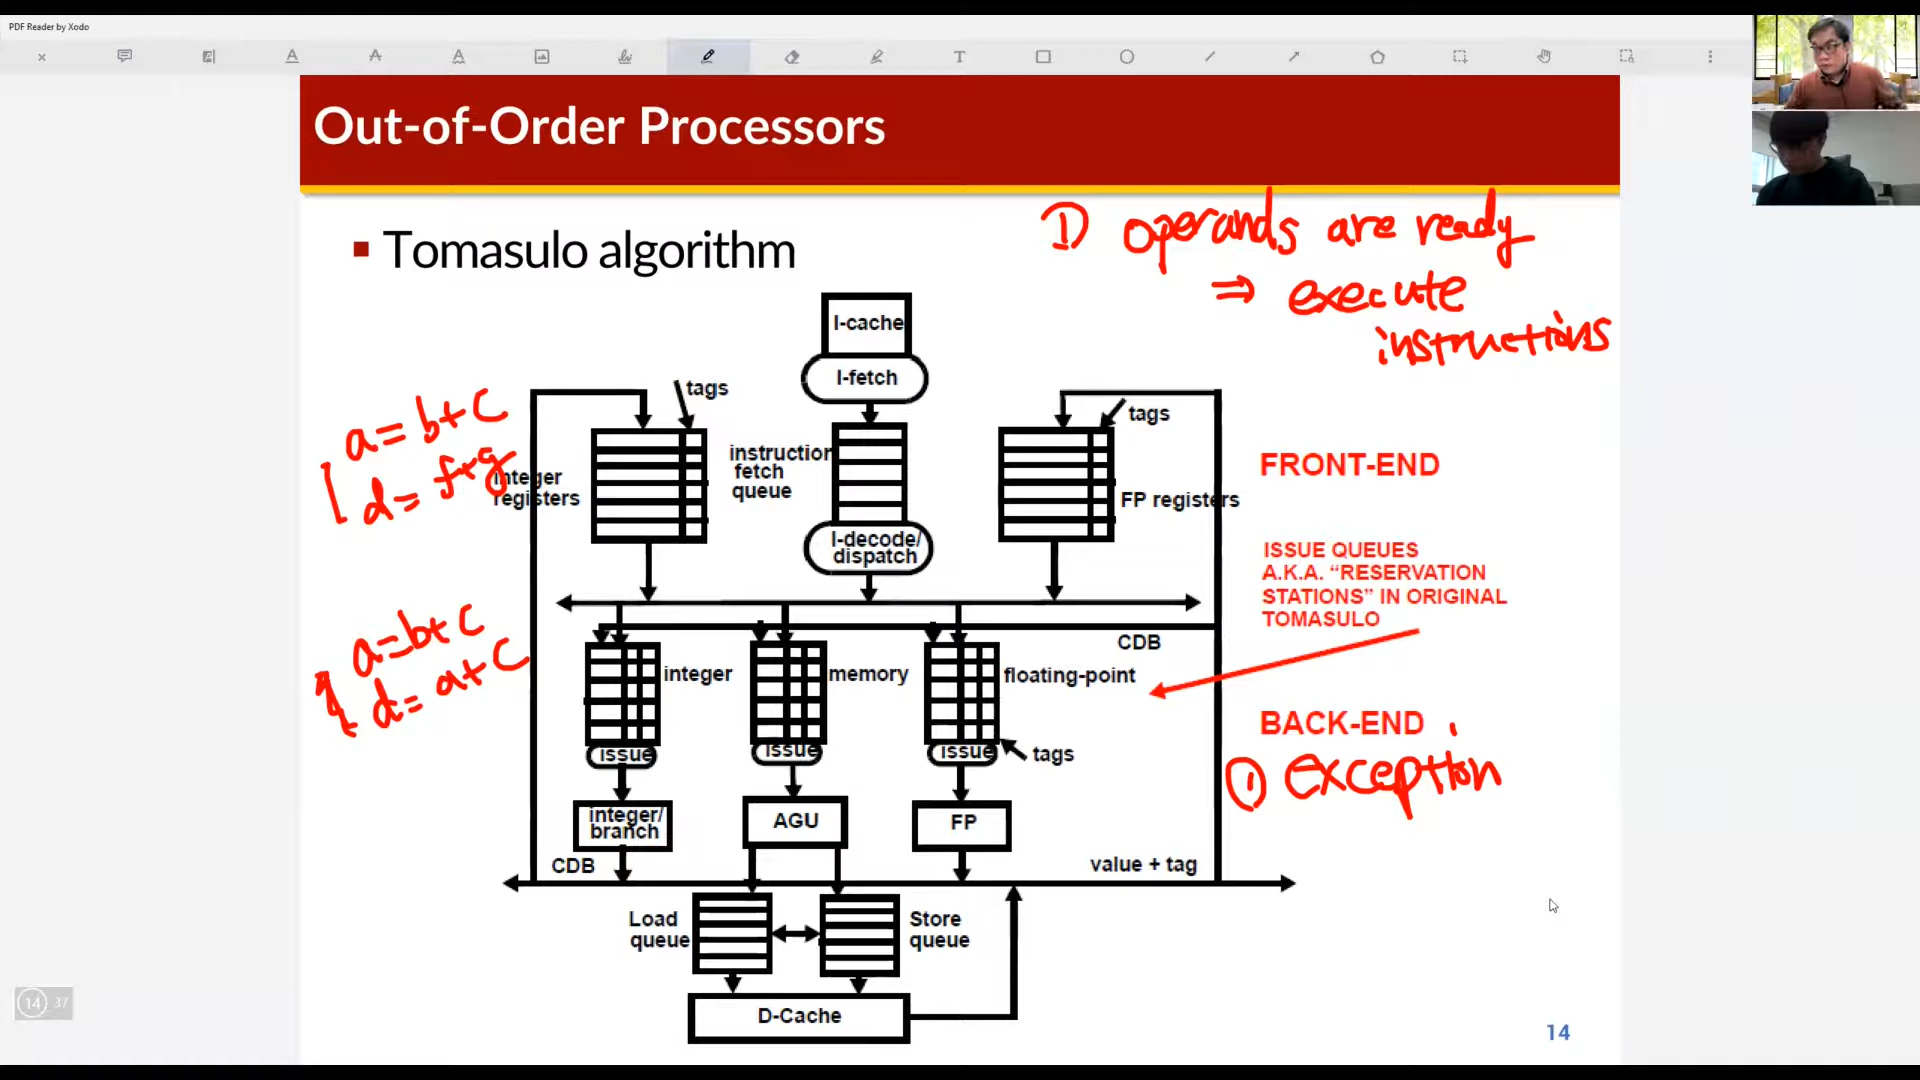 PDF Reader by Xodo
Out-of-Order Processors
Tomasulo algorithm
① operands are ready
⇒ execute
instructions
I-cache
I-fetch
tags
tags
a = b + c
d = f + g
integer
registers
instruction
fetch
queue
FP registers
I-decode/
dispatch
FRONT-END
ISSUE QUEUES
A.K.A. “RESERVATION
STATIONS” IN ORIGINAL
TOMASULO
CDB
a = b + c
d = a + c
integer
memory
floating-point
issue
issue
issue
tags
BACK-END
① exception
integer/
branch
AGU
FP
CDB
value + tag
Load
queue
Store
queue
D-Cache
14
14 37